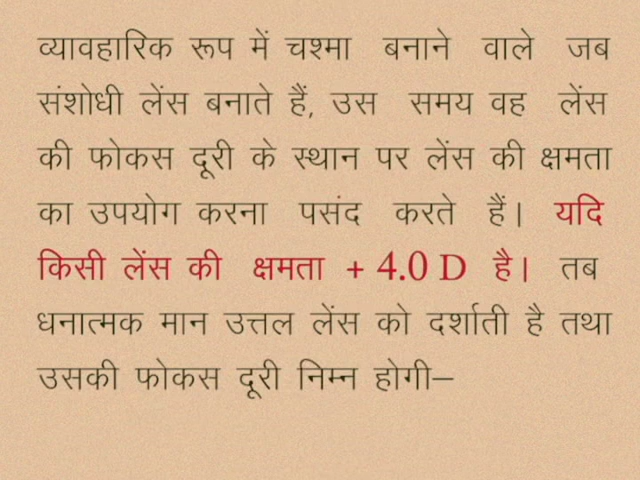 व्यावहारिक रूप में चश्मा बनाने वाले जब
संशोधी लेंस बनाते हैं, उस समय वह लेंस
की फोकस दूरी के स्थान पर लेंस की क्षमता
का उपयोग करना पसंद करते हैं। यदि
किसी लेंस की क्षमता + 4.0 D है। तब
धनात्मक मान उत्तल लेंस को दर्शाती है तथा
उसकी फोकस दूरी निम्न होगी–